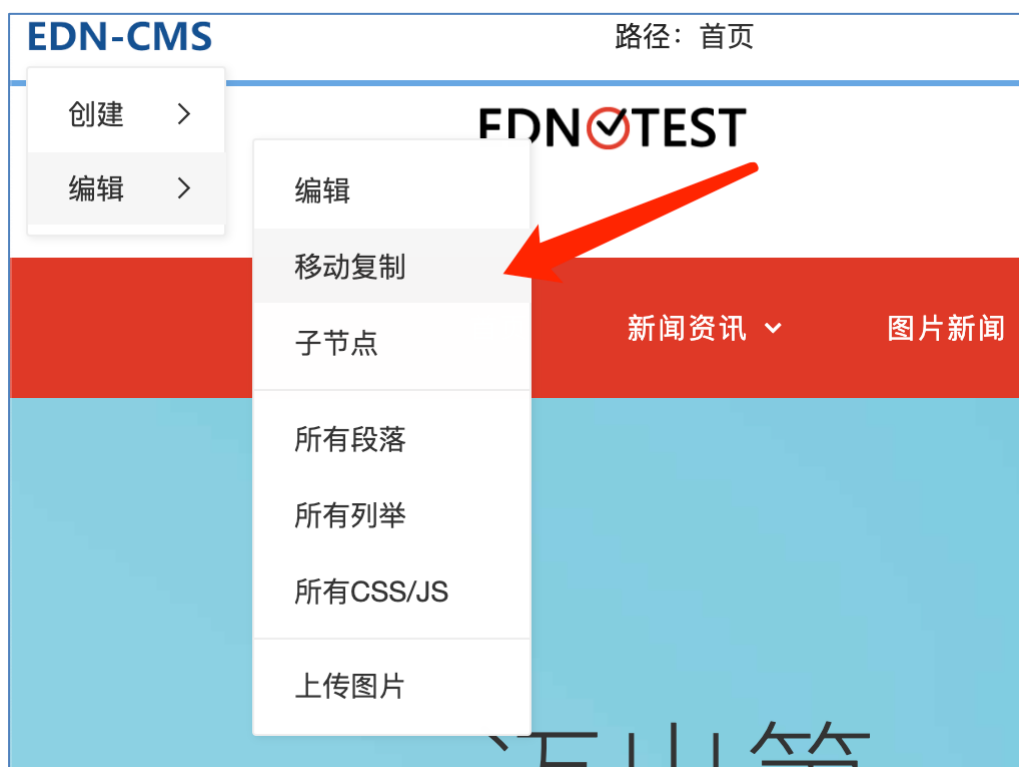 EDN-CMS
路径：首页
创建
编辑
EDN TEST
编辑
移动复制
子节点
新闻资讯
图片新闻
所有段落
所有列举
所有CSS/JS
上传图片